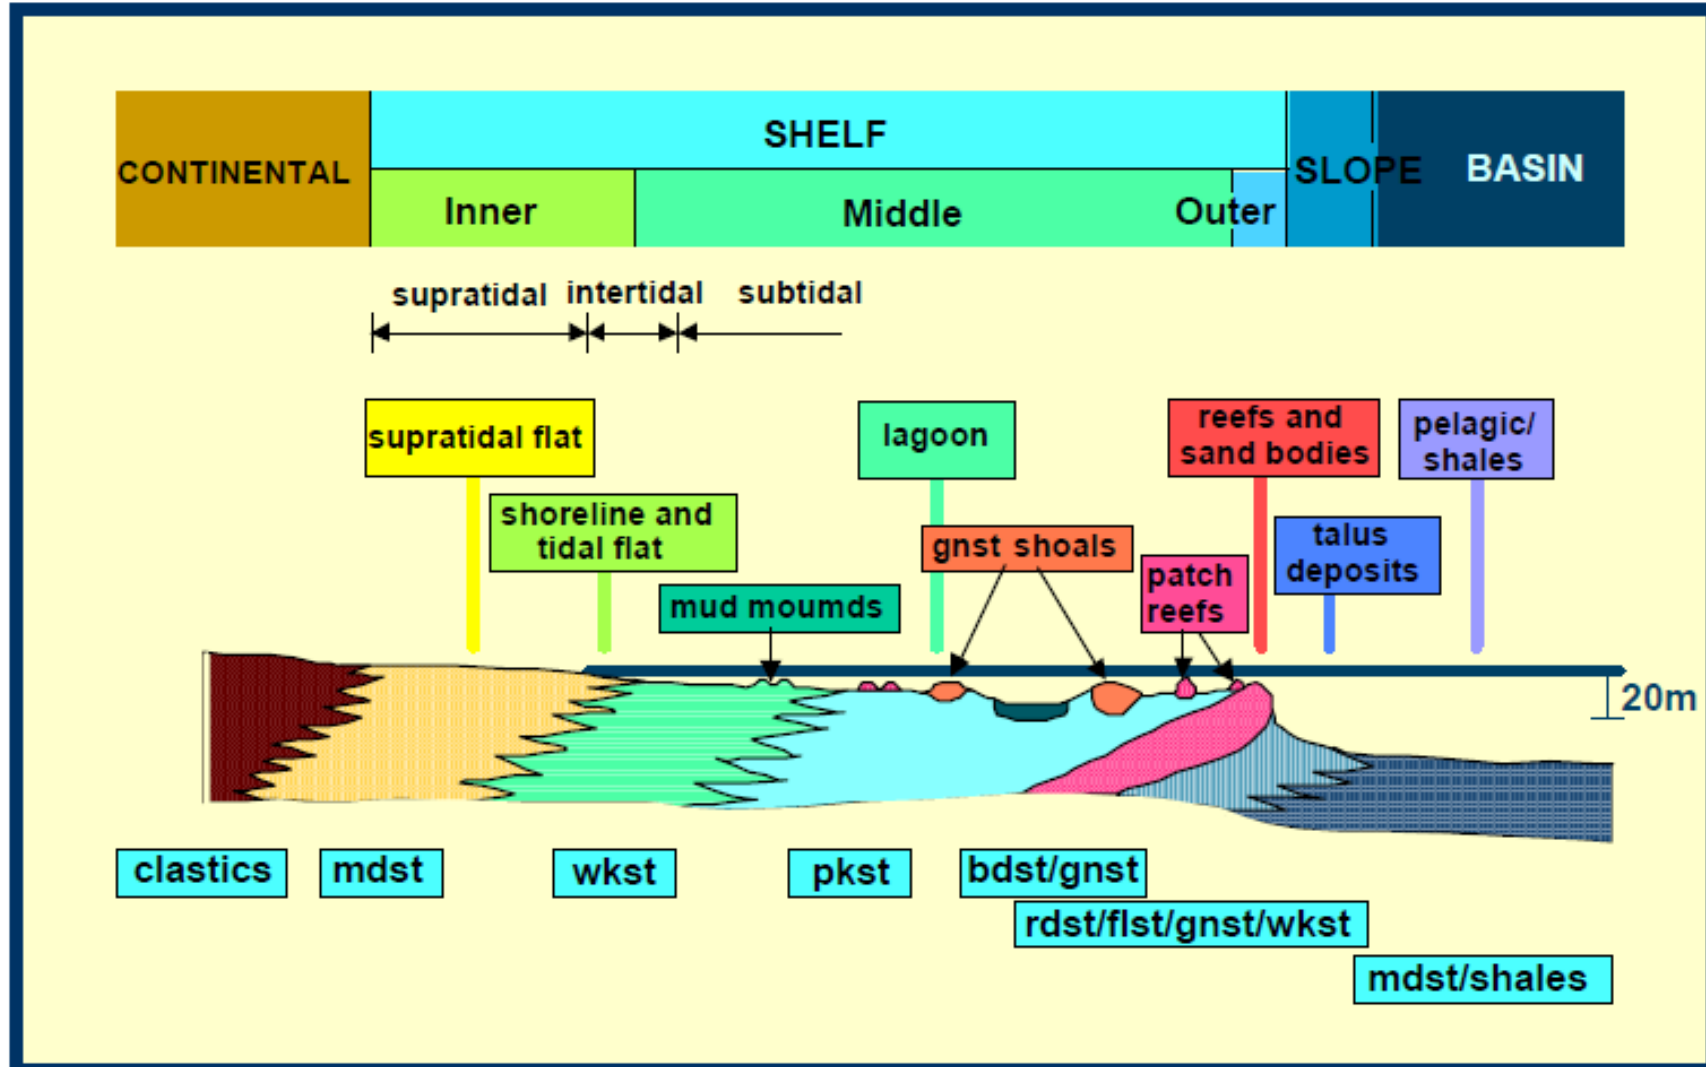 SHELF
CONTINENTAL
SLOPE
BASIN
Inner
Middle
Outer
supratidal
intertidal
subtidal
supratidal flat
lagoon
reefs and
sand bodies
pelagic/
shales
shoreline and
tidal flat
gnst shoals
talus
deposits
patch
reefs
mud moumds
20m
clastics
mdst
wkst
pkst
bdst/gnst
rdst/flst/gnst/wkst
mdst/shales